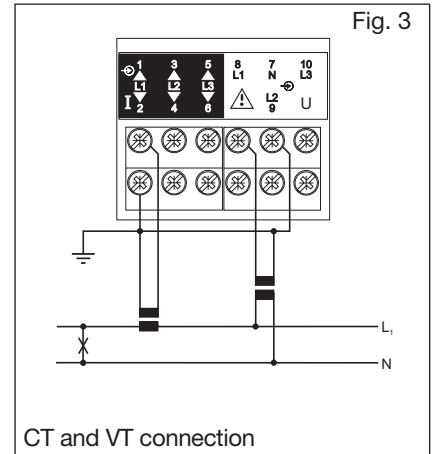 Fig. 3
1 3 5 8 7 10
L1 N L3
L1 L2 L3
I L2 U
2 4 6 9
L1
N
CT and VT connection